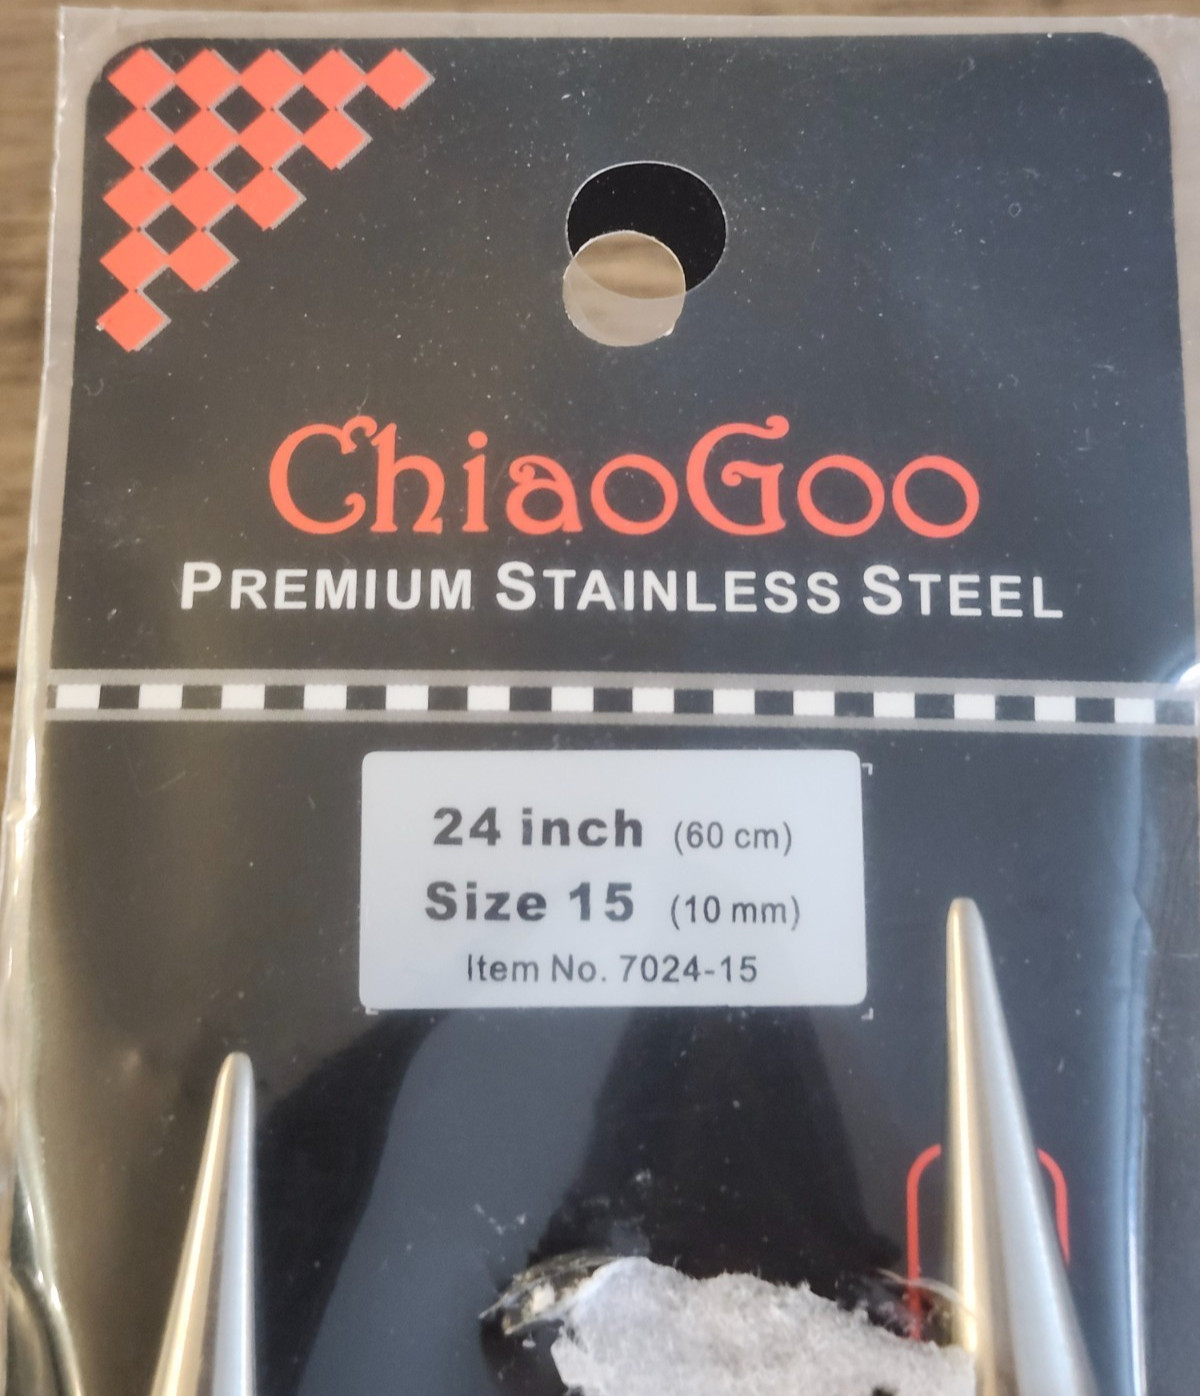 ChiaoGoo
PREMIUM STAINLESS STEEL
24 inch (60 cm)
Size 15 (10 mm)
Item No. 7024-15